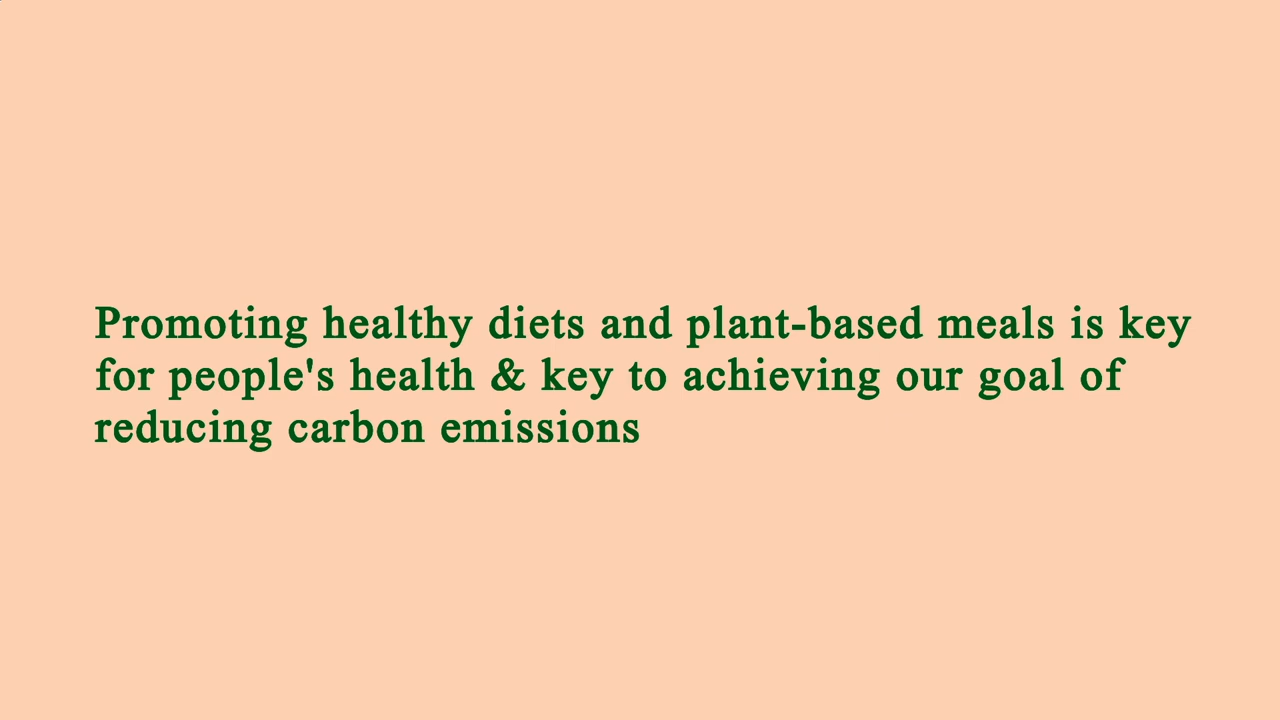 Promoting healthy diets and plant-based meals is key
for people's health & key to achieving our goal of
reducing carbon emissions